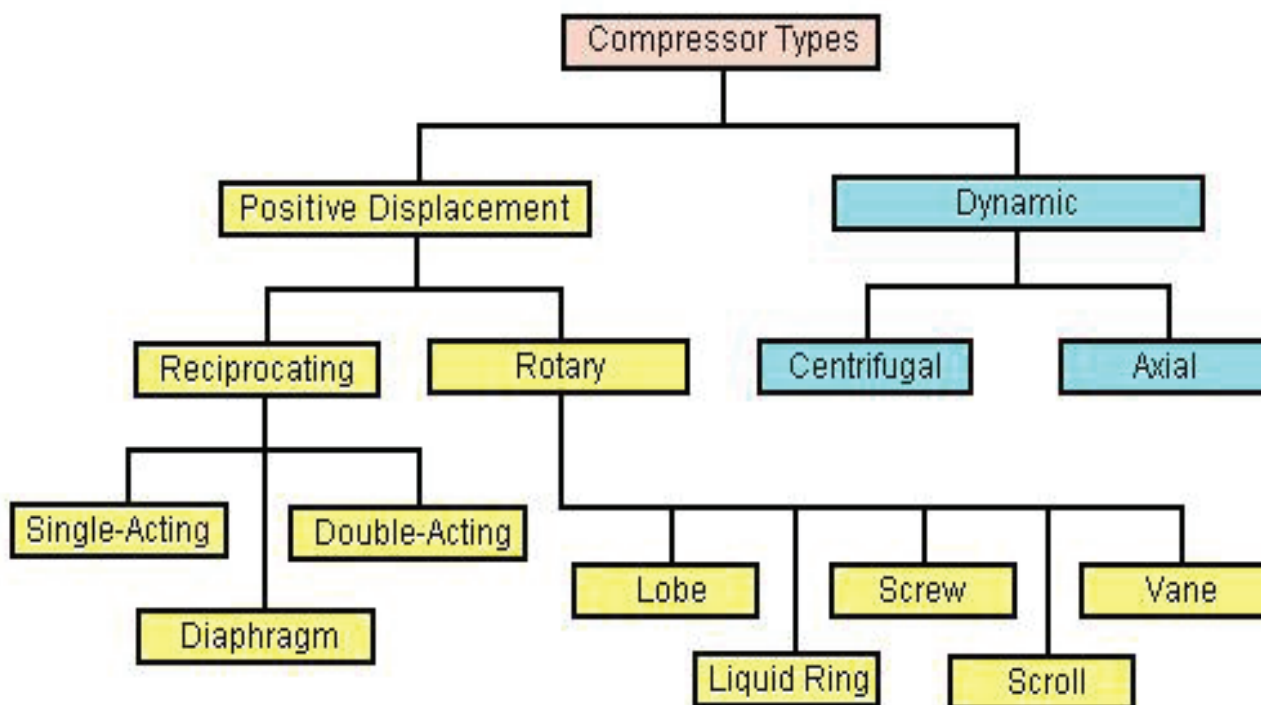 Compressor Types
Positive Displacement
Dynamic
Reciprocating
Rotary
Centrifugal
Axial
Single-Acting
Double-Acting
Diaphragm
Lobe
Screw
Vane
Liquid Ring
Scroll